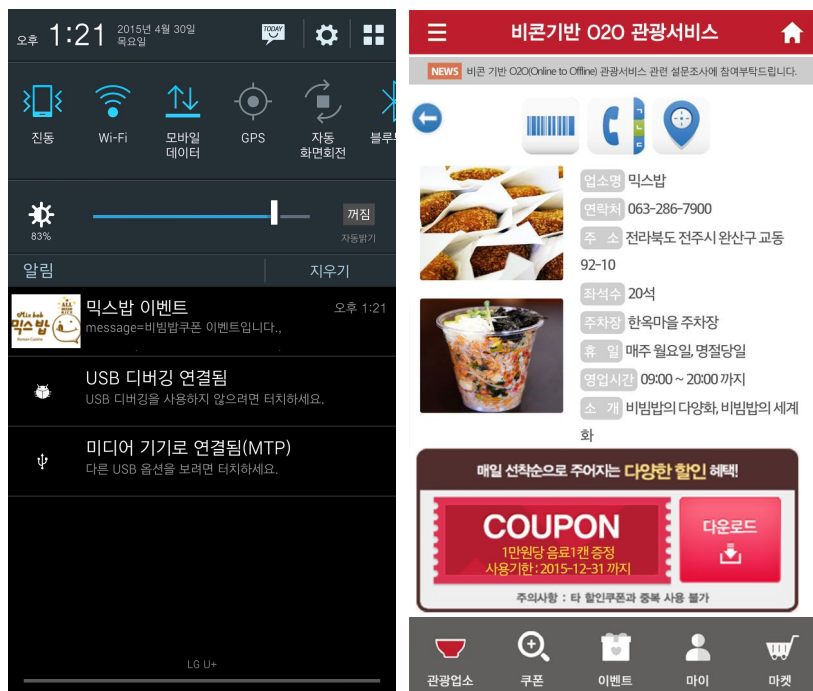 오후 1:21 2015년 4월 30일
목요일
TODAY
진동
Wi-Fi
모바일
데이터
GPS
자동
화면회전
블루
83%
꺼짐
자동밝기
알림
지우기
Mix bob
믹스밥
Korean Cuisine
믹스밥 이벤트
오후 1:21
message=비빔밥쿠폰 이벤트입니다.,
USB 디버깅 연결됨
USB 디버깅을 사용하지 않으려면 터치하세요.
미디어 기기로 연결됨(MTP)
다른 USB 옵션을 보려면 터치하세요.
LG U+
비콘기반 O2O 관광서비스
NEWS 비콘 기반 O2O(Online to Offline) 관광서비스 관련 설문조사에 참여부탁드립니다.
ㄱ
ㄴ
ㄷ
업소명 믹스밥
연락처 063-286-7900
주 소 전라북도 전주시 완산구 교동
92-10
좌석수 20석
주차장 한옥마을 주차장
휴 일 매주 월요일, 명절당일
영업시간 09:00 ~ 20:00 까지
소 개 비빔밥의 다양화, 비빔밥의 세계
화
매일 선착순으로 주어지는 다양한 할인 혜택!
COUPON
1만원당 음료1캔 증정
사용기한 : 2015-12-31 까지
다운로드
주의사항 : 타 할인쿠폰과 중복 사용 불가
관광업소
쿠폰
이벤트
마이
마켓